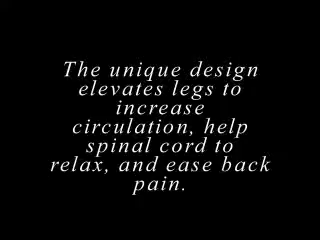 The unique design
elevates legs to
increase
circulation, help
spinal cord to
relax, and ease back
pain.